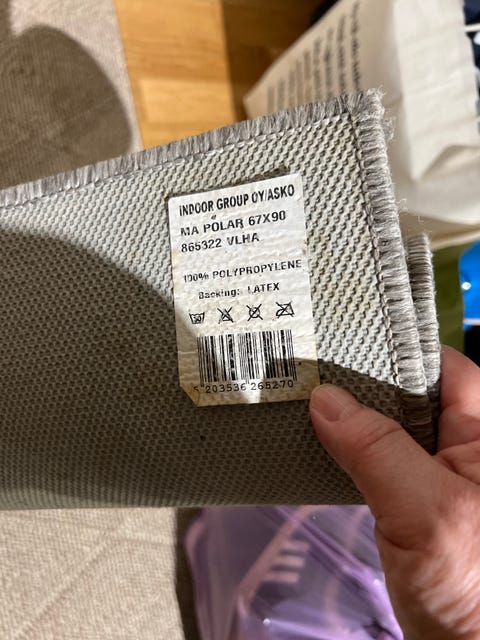 INDOOR GROUP OY/ASKO
MA POLAR 67X90
865322 VLHA
100% POLYPROPYLENE
Backing: LATEX
5 203536 265270